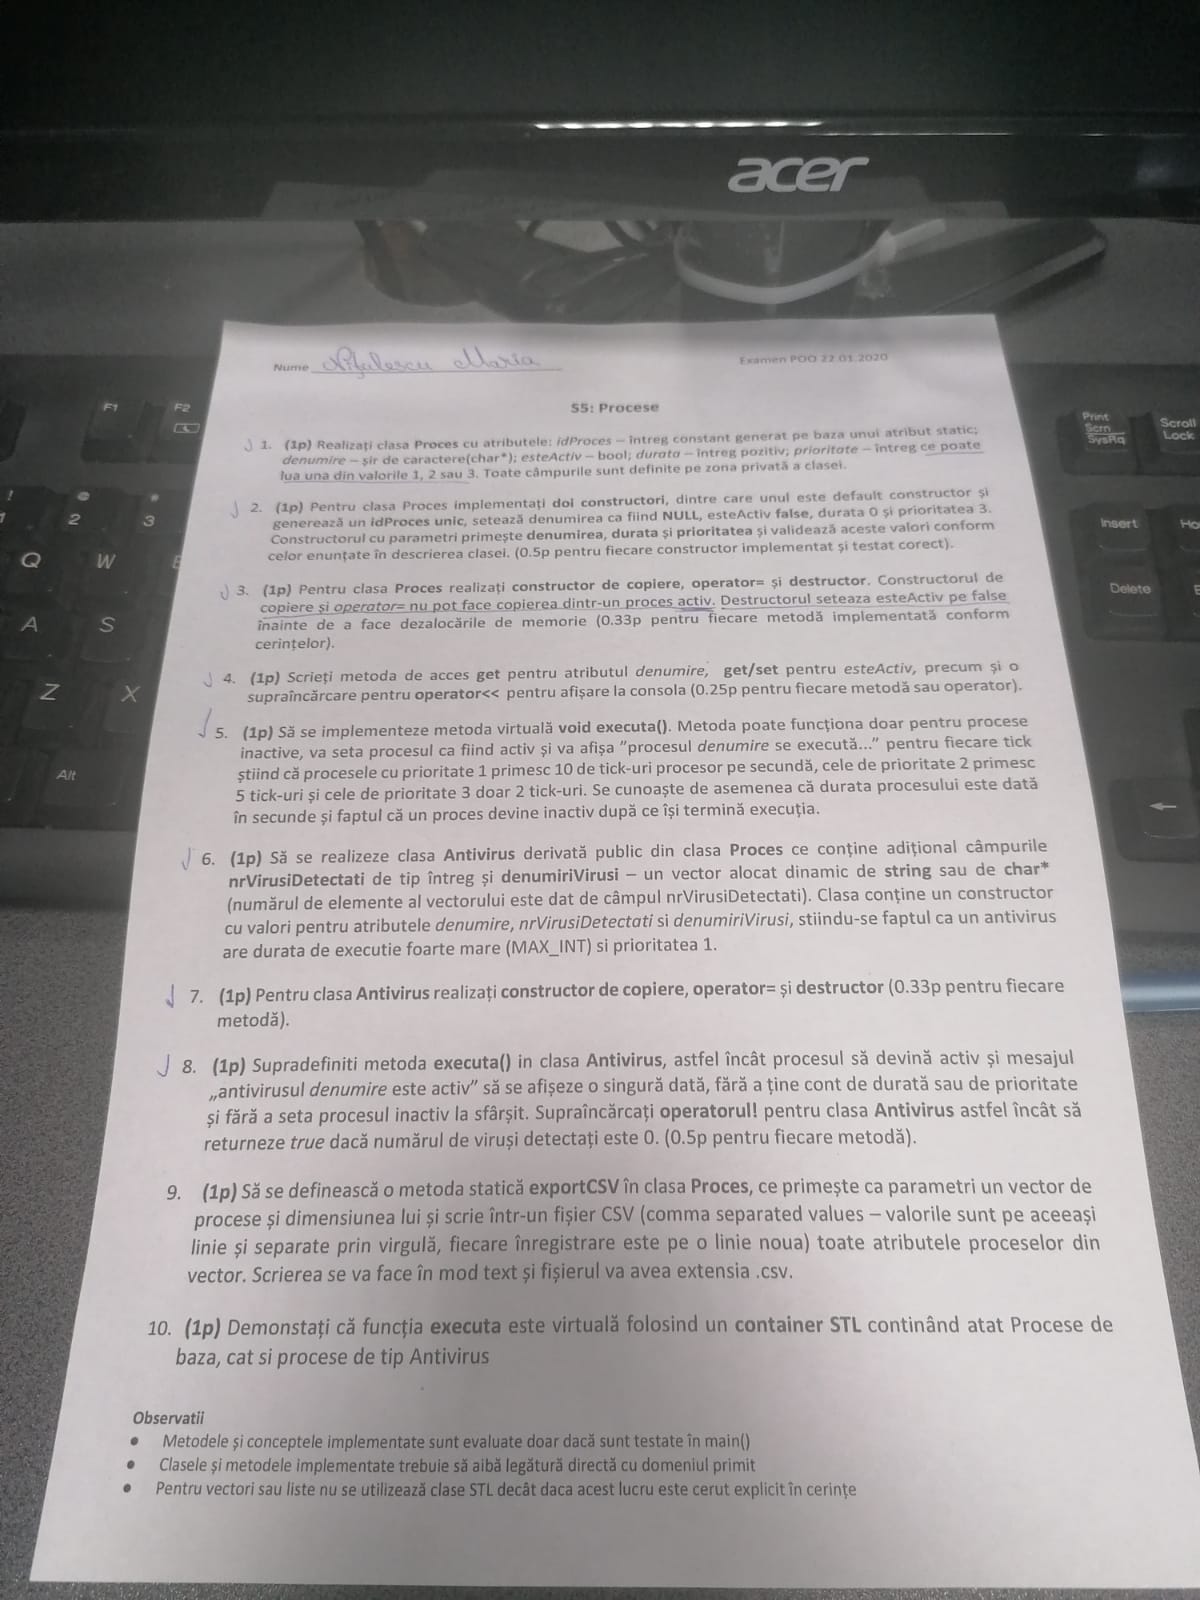 acer
Nume Nițulescu Maria
Examen POO 22.01.2020
S5: Procese
1. (1p) Realizați clasa Proces cu atributele: idProces – întreg constant generat pe baza unui atribut static;
denumire – șir de caractere(char*); esteActiv – bool; durata – întreg pozitiv; prioritate – întreg ce poate
lua una din valorile 1, 2 sau 3. Toate câmpurile sunt definite pe zona privată a clasei.
2. (1p) Pentru clasa Proces implementați doi constructori, dintre care unul este default constructor și
generează un idProces unic, setează denumirea ca fiind NULL, esteActiv false, durata 0 și prioritatea 3.
Constructorul cu parametri primește denumirea, durata și prioritatea și validează aceste valori conform
celor enunțate în descrierea clasei. (0.5p pentru fiecare constructor implementat și testat corect).
3. (1p) Pentru clasa Proces realizați constructor de copiere, operator= și destructor. Constructorul de
copiere și operator= nu pot face copierea dintr-un proces activ. Destructorul seteaza esteActiv pe false
înainte de a face dezalocările de memorie (0.33p pentru fiecare metodă implementată conform
cerințelor).
4. (1p) Scrieți metoda de acces get pentru atributul denumire, get/set pentru esteActiv, precum și o
supraîncărcare pentru operator<< pentru afișare la consola (0.25p pentru fiecare metodă sau operator).
5. (1p) Să se implementeze metoda virtuală void executa(). Metoda poate funcționa doar pentru procese
inactive, va seta procesul ca fiind activ și va afișa ”procesul denumire se execută...” pentru fiecare tick
știind că procesele cu prioritate 1 primesc 10 de tick-uri procesor pe secundă, cele de prioritate 2 primesc
5 tick-uri și cele de prioritate 3 doar 2 tick-uri. Se cunoaște de asemenea că durata procesului este dată
în secunde și faptul că un proces devine inactiv după ce își termină execuția.
6. (1p) Să se realizeze clasa Antivirus derivată public din clasa Proces ce conține adițional câmpurile
nrVirusiDetectati de tip întreg și denumiriVirusi – un vector alocat dinamic de string sau de char*
(numărul de elemente al vectorului este dat de câmpul nrVirusiDetectati). Clasa conține un constructor
cu valori pentru atributele denumire, nrVirusiDetectati si denumiriVirusi, stiindu-se faptul ca un antivirus
are durata de executie foarte mare (MAX_INT) si prioritatea 1.
7. (1p) Pentru clasa Antivirus realizați constructor de copiere, operator= și destructor (0.33p pentru fiecare
metodă).
8. (1p) Supradefiniti metoda executa() in clasa Antivirus, astfel încât procesul să devină activ și mesajul
„antivirusul denumire este activ” să se afișeze o singură dată, fără a ține cont de durată sau de prioritate
și fără a seta procesul inactiv la sfârșit. Supraîncărcați operatorul! pentru clasa Antivirus astfel încât să
returneze true dacă numărul de viruși detectați este 0. (0.5p pentru fiecare metodă).
9. (1p) Să se definească o metoda statică exportCSV în clasa Proces, ce primește ca parametri un vector de
procese și dimensiunea lui și scrie într-un fișier CSV (comma separated values – valorile sunt pe aceeași
linie și separate prin virgulă, fiecare înregistrare este pe o linie noua) toate atributele proceselor din
vector. Scrierea se va face în mod text și fișierul va avea extensia .csv.
10. (1p) Demonstați că funcția executa este virtuală folosind un container STL continând atat Procese de
baza, cat si procese de tip Antivirus
Observatii
• Metodele și conceptele implementate sunt evaluate doar dacă sunt testate în main()
• Clasele și metodele implementate trebuie să aibă legătură directă cu domeniul primit
• Pentru vectori sau liste nu se utilizează clase STL decât daca acest lucru este cerut explicit în cerințe
F1
F2
Print
Scrn
SysRq
Scroll
Lock
Insert
Delete
!
1
2
3
Q
W
A
S
Z
X
Alt